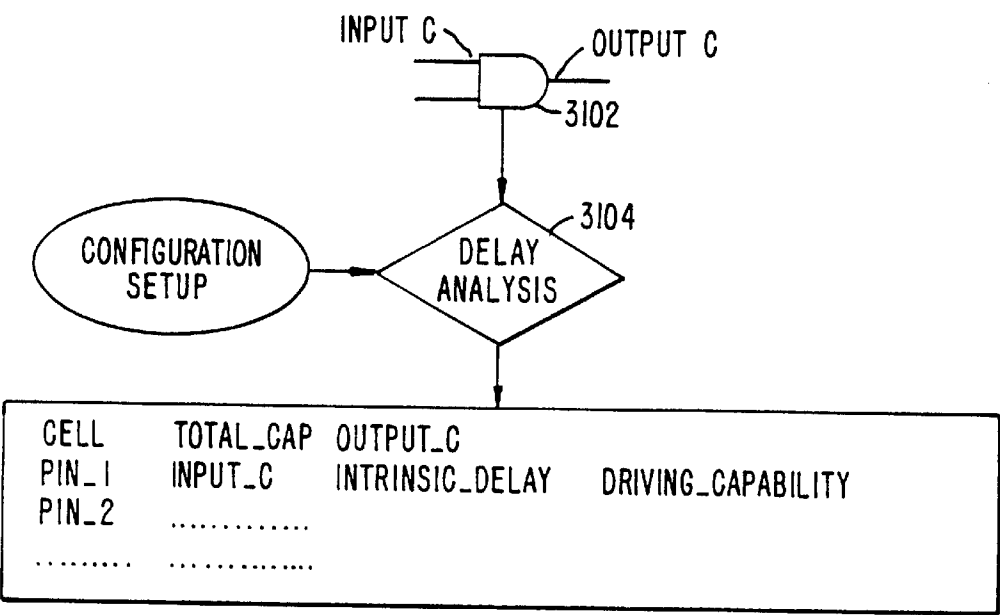 INPUT C
OUTPUT C
3102
3104
CONFIGURATION
SETUP
DELAY
ANALYSIS
CELL TOTAL_CAP OUTPUT_C
PIN_1 INPUT_C INTRINSIC_DELAY DRIVING_CAPABILITY
PIN_2 .............
......... .............